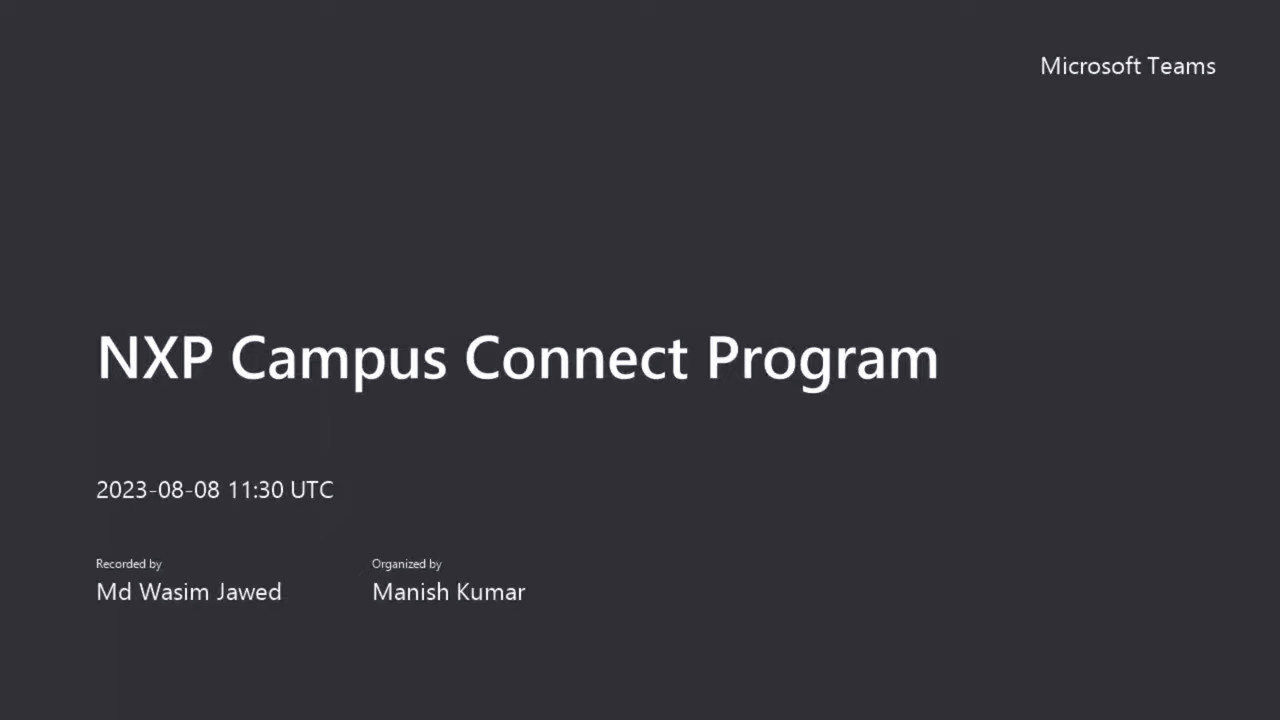 Microsoft Teams
NXP Campus Connect Program
2023-08-08 11:30 UTC
Recorded by
Md Wasim Jawed
Organized by
Manish Kumar